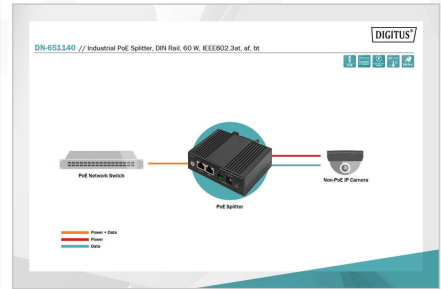 DIGITUS®
DN-651140 // Industrial PoE Splitter, DIN Rail, 60 W, IEEE802.3at, af, bt
PoE Network Switch
PoE Splitter
Non-PoE IP Camera
Power + Data
Power
Data